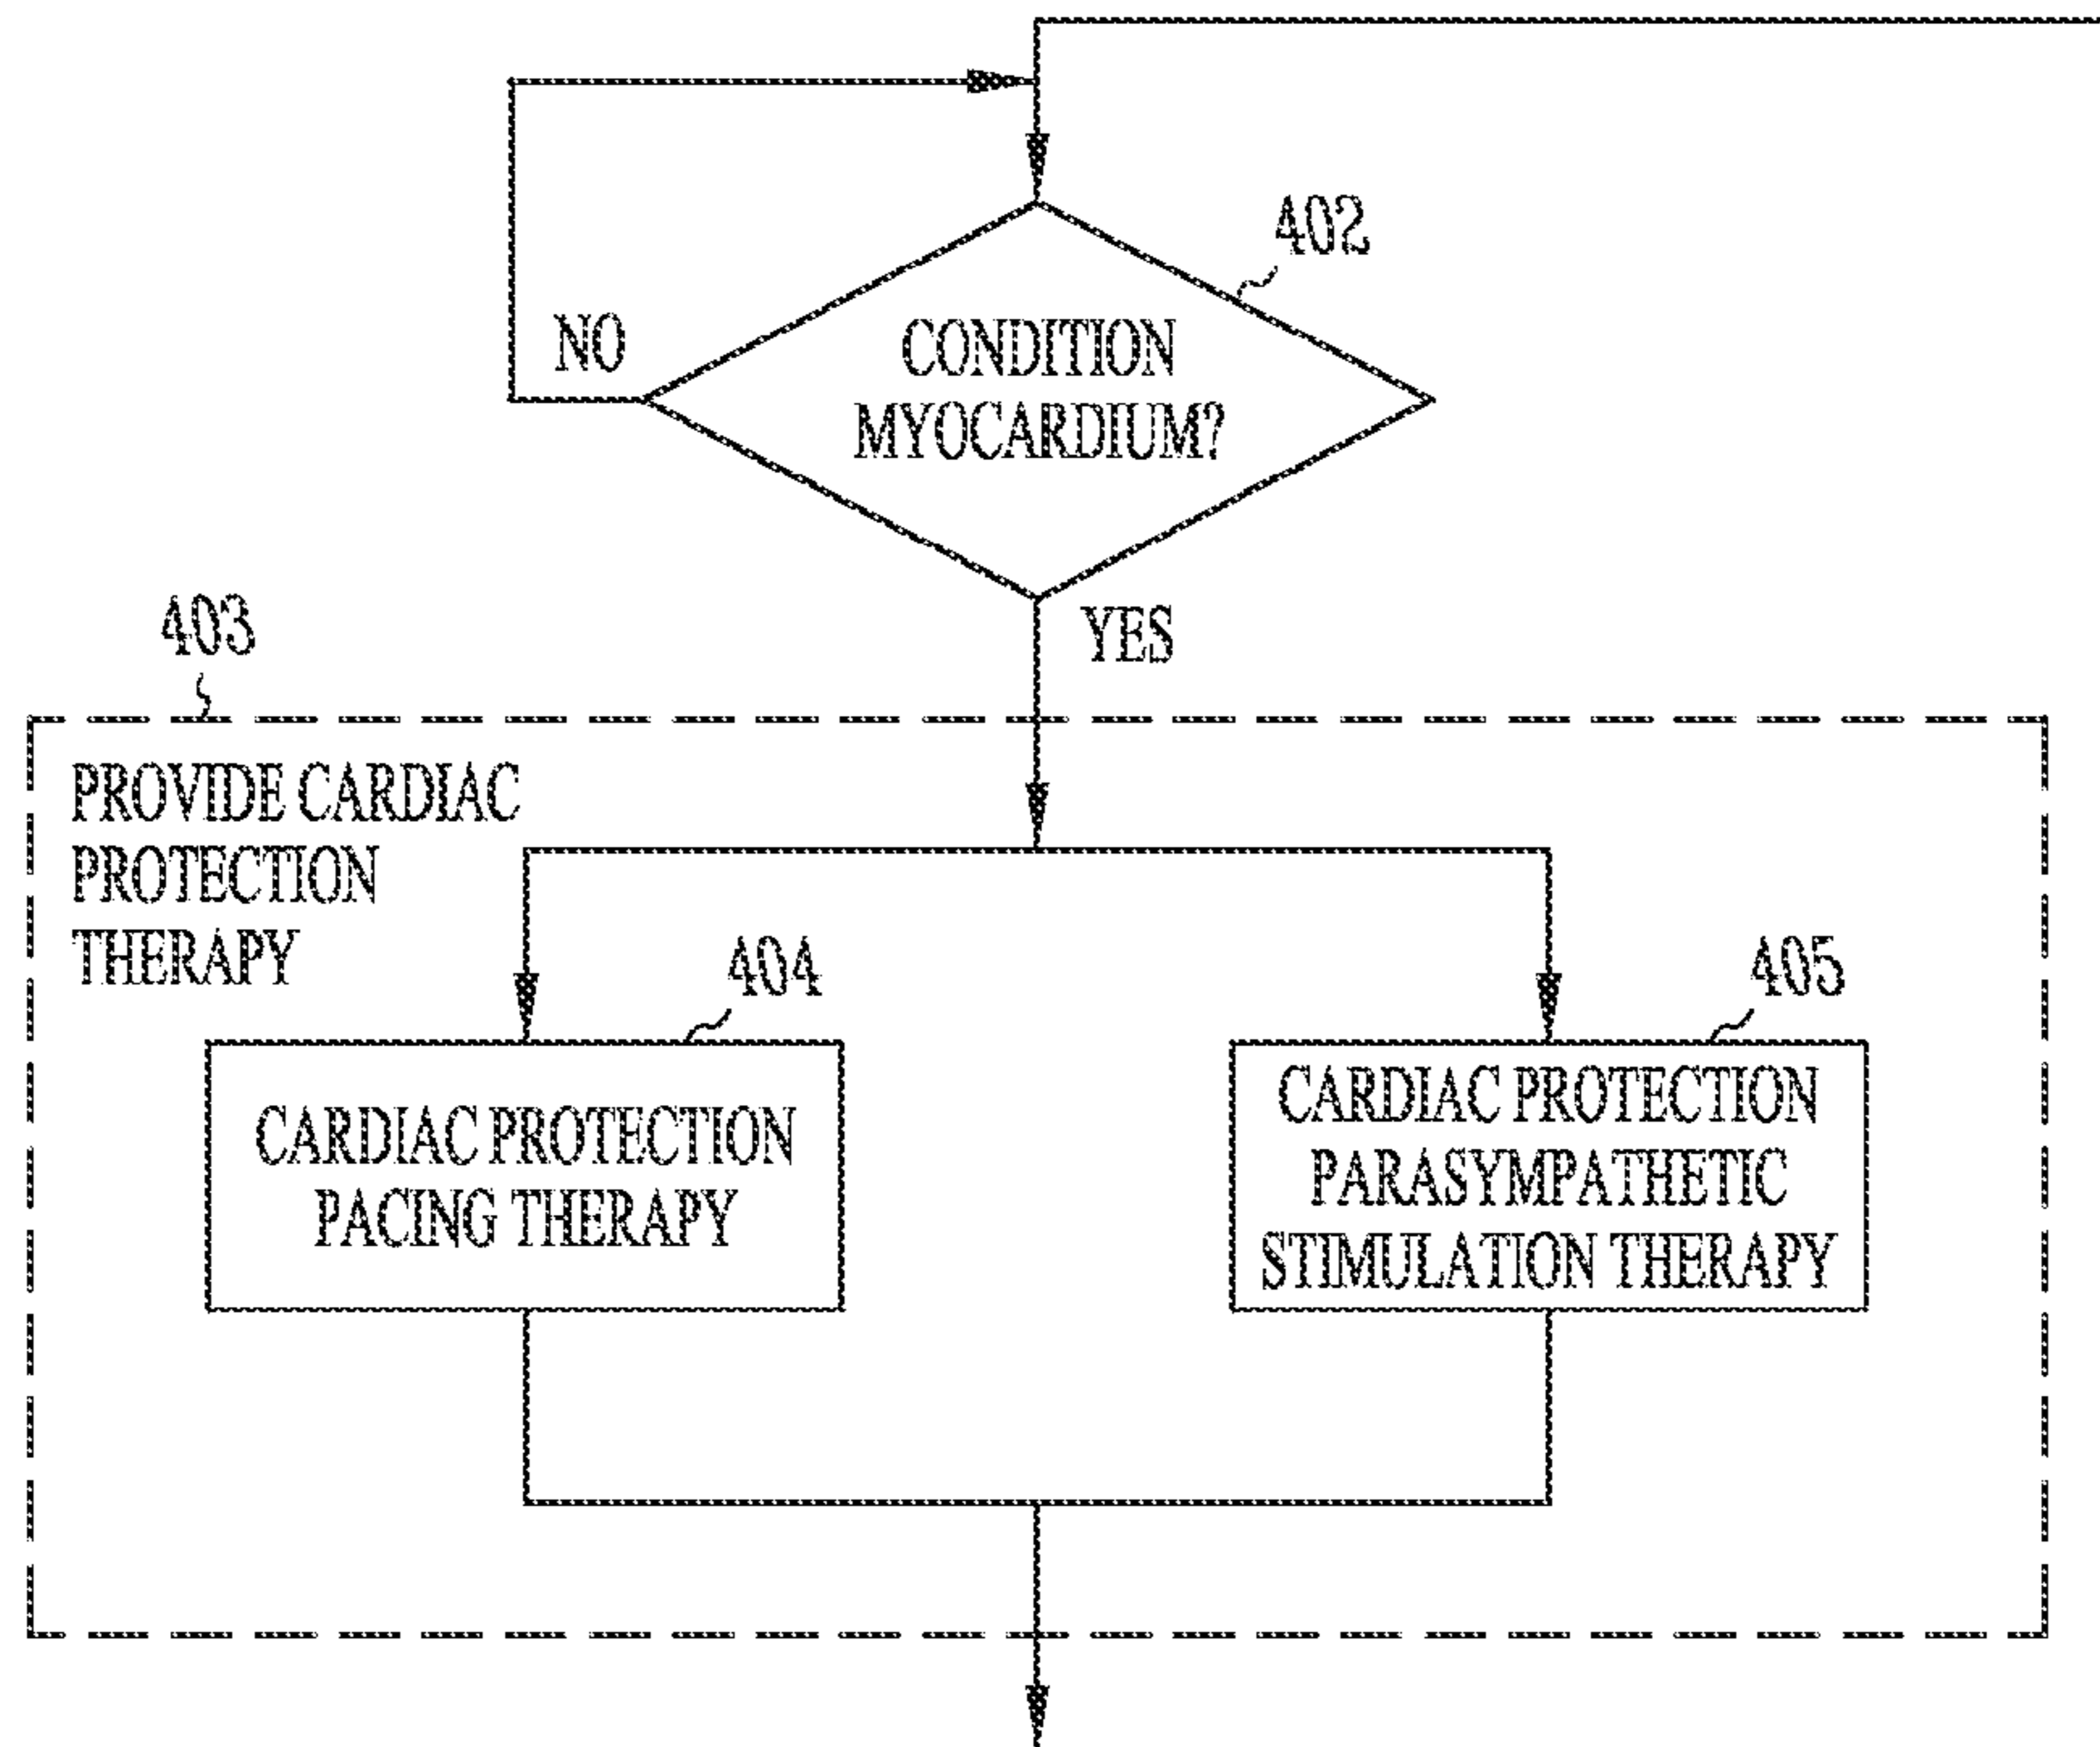 402
NO
CONDITION
MYOCARDIUM?
YES
403
PROVIDE CARDIAC
PROTECTION
THERAPY
404
405
CARDIAC PROTECTION
PACING THERAPY
CARDIAC PROTECTION
PARASYMPATHETIC
STIMULATION THERAPY